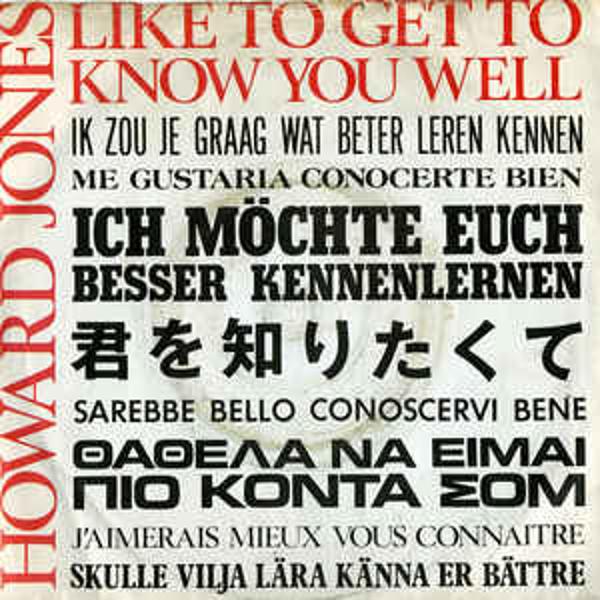 HOWARD JONES
LIKE TO GET TO
KNOW YOU WELL
IK ZOU JE GRAAG WAT BETER LEREN KENNEN
ME GUSTARIA CONOCERTE BIEN
ICH MÖCHTE EUCH
BESSER KENNENLERNEN
君を知りたくて
SAREBBE BELLO CONOSCERVI BENE
ΘΑΘΕΛΑ ΝΑ ΕΙΜΑΙ
ΠΙΟ ΚΟΝΤΑ ΣΟΜ
J'AIMERAIS MIEUX VOUS CONNAITRE
SKULLE VILJA LÄRA KÄNNA ER BÄTTRE